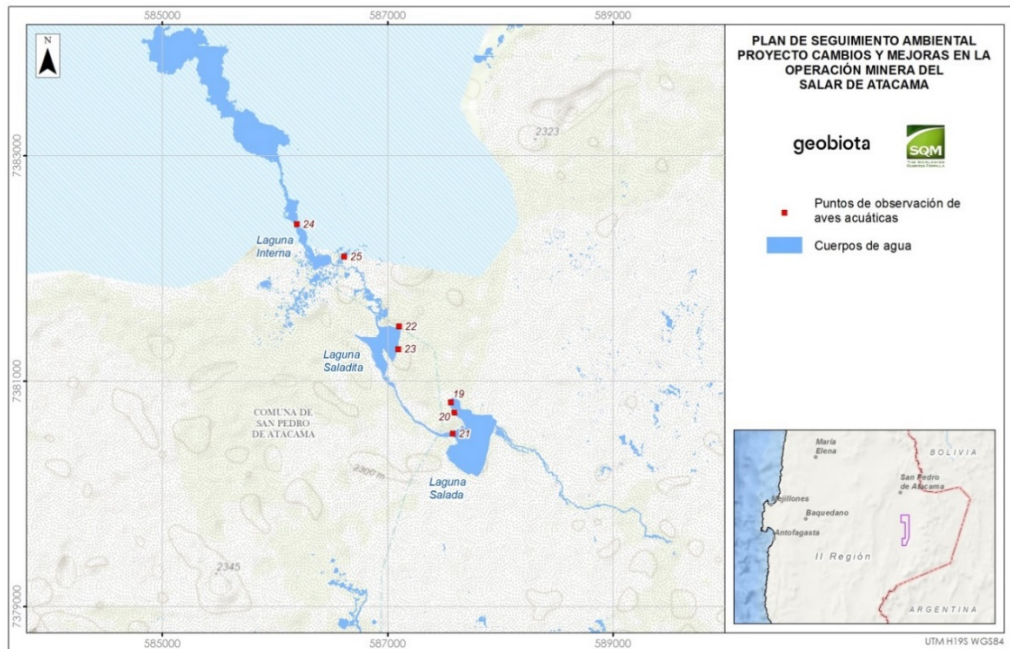 585000
587000
589000
N
7383000
7381000
7379000
2323
24
Laguna
Interna
25
22
23
Laguna
Saladita
19
20
21
COMUNA DE
SAN PEDRO
DE ATACAMA
2300 m
Laguna
Salada
2345
585000
587000
589000
PLAN DE SEGUIMIENTO AMBIENTAL
PROYECTO CAMBIOS Y MEJORAS EN LA
OPERACIÓN MINERA DEL
SALAR DE ATACAMA
geobiota
SQM
Puntos de observación de
aves acuáticas
Cuerpos de agua
María
Elena
BOLIVIA
San Pedro
de Atacama
Mejillones
Baquedano
Antofagasta
II Región
ARGENTINA
UTM H19S WGS84